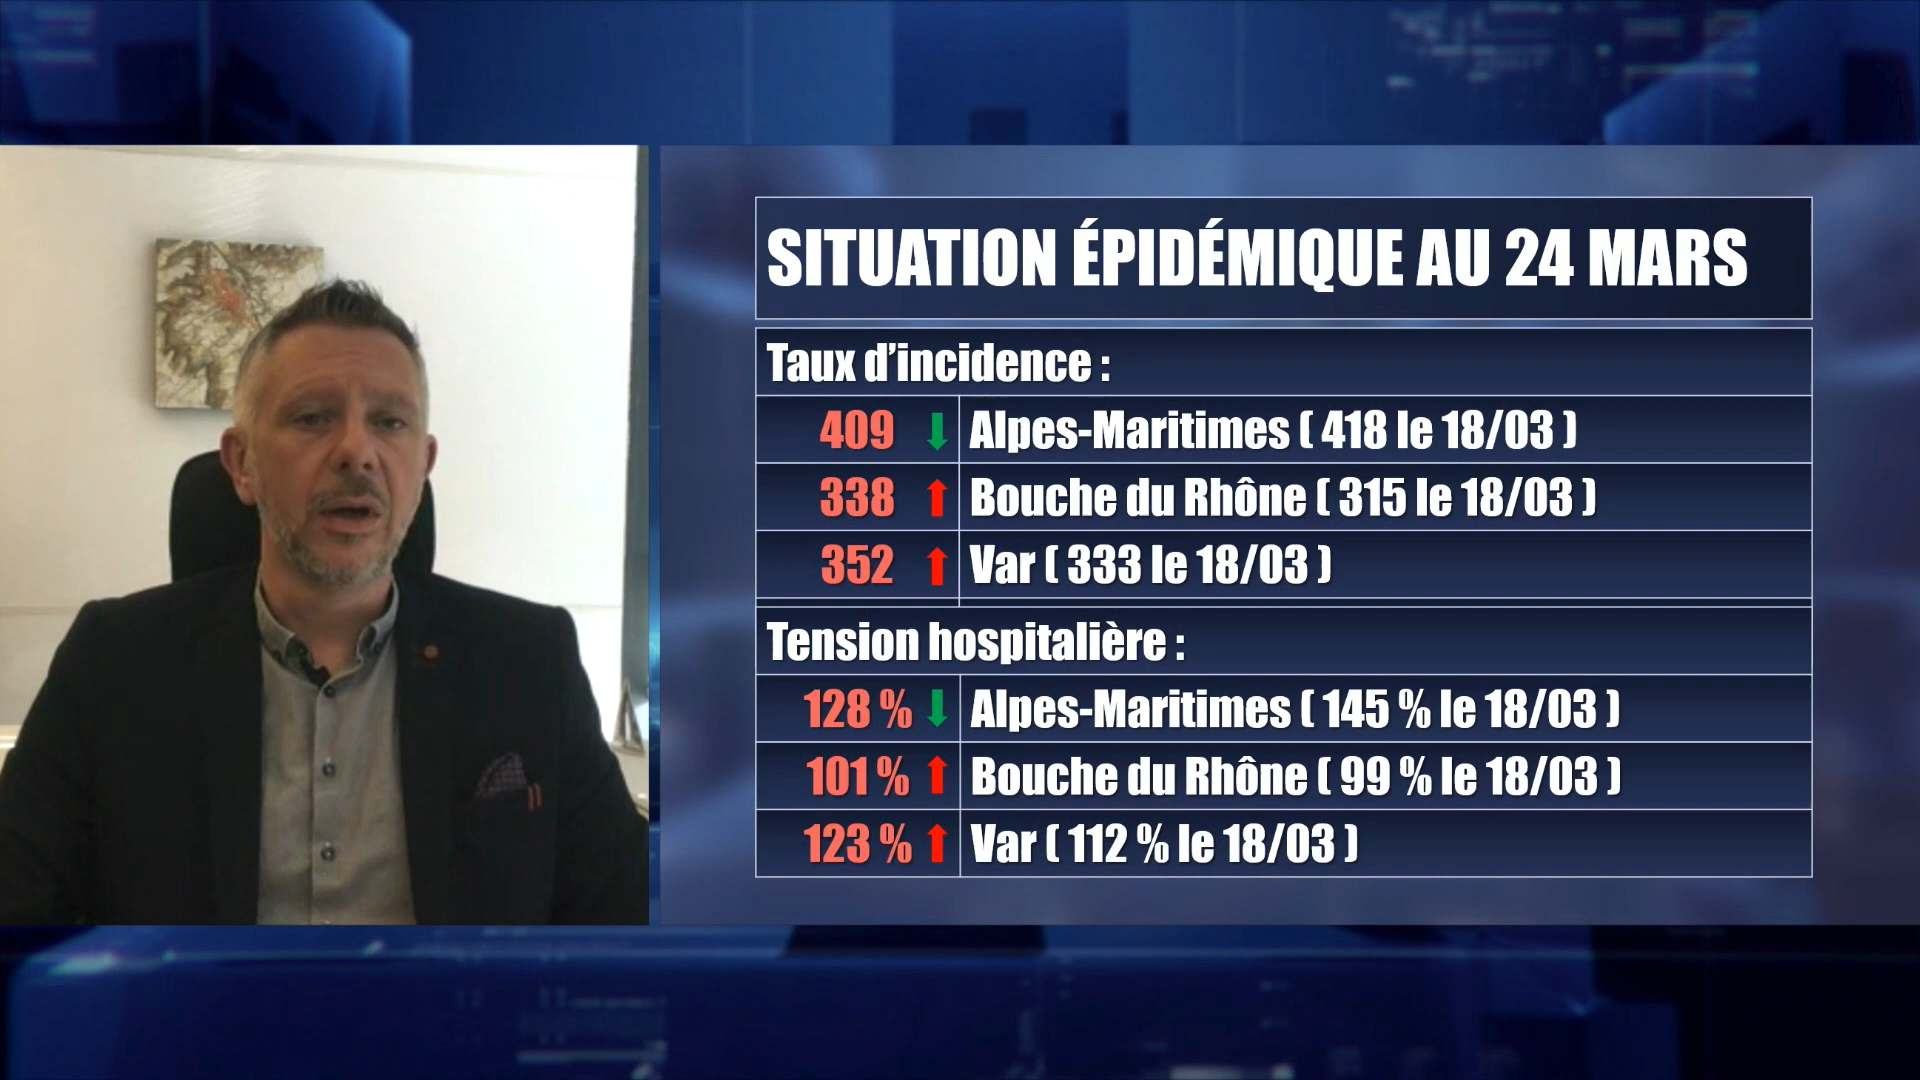 SITUATION ÉPIDÉMIQUE AU 24 MARS
Taux d’incidence :
409 Alpes-Maritimes ( 418 le 18/03 )
338 Bouche du Rhône ( 315 le 18/03 )
352 Var ( 333 le 18/03 )
Tension hospitalière :
128 % Alpes-Maritimes ( 145 % le 18/03 )
101 % Bouche du Rhône ( 99 % le 18/03 )
123 % Var ( 112 % le 18/03 )